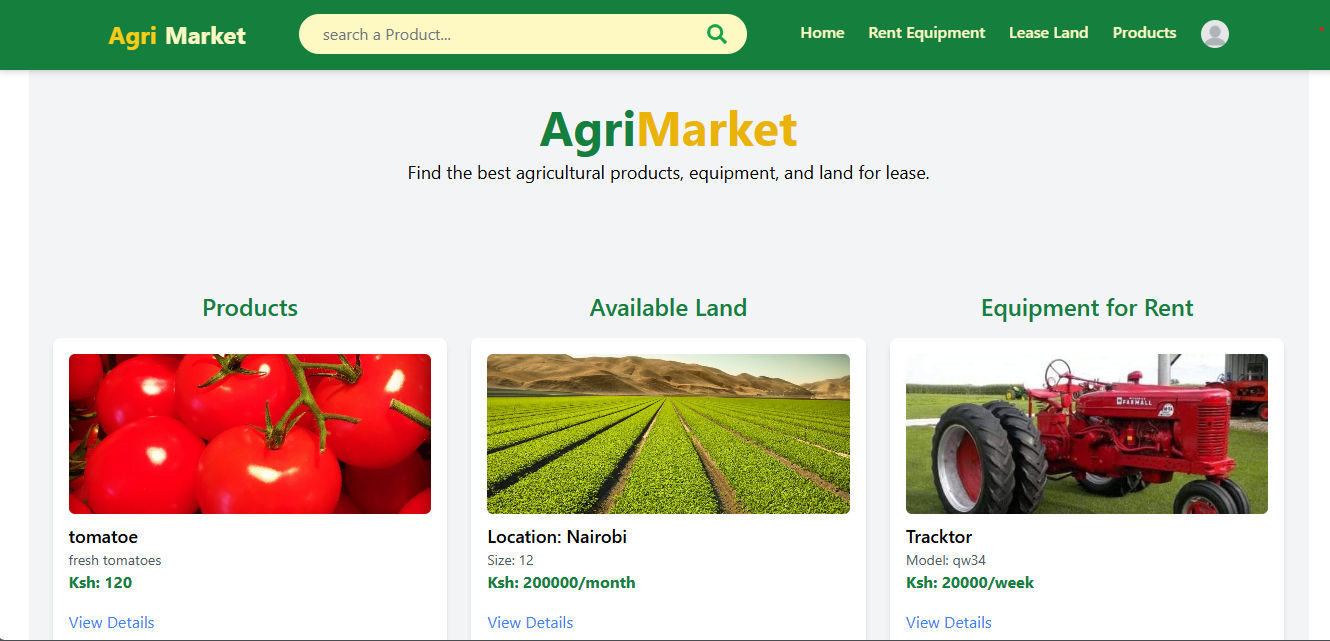 Agri Market
search a Product...
Home
Rent Equipment
Lease Land
Products
AgriMarket
Find the best agricultural products, equipment, and land for lease.
Products
Available Land
Equipment for Rent
FARMALL
tomatoe
fresh tomatoes
Ksh: 120
View Details
Location: Nairobi
Size: 12
Ksh: 200000/month
View Details
Tracktor
Model: qw34
Ksh: 20000/week
View Details